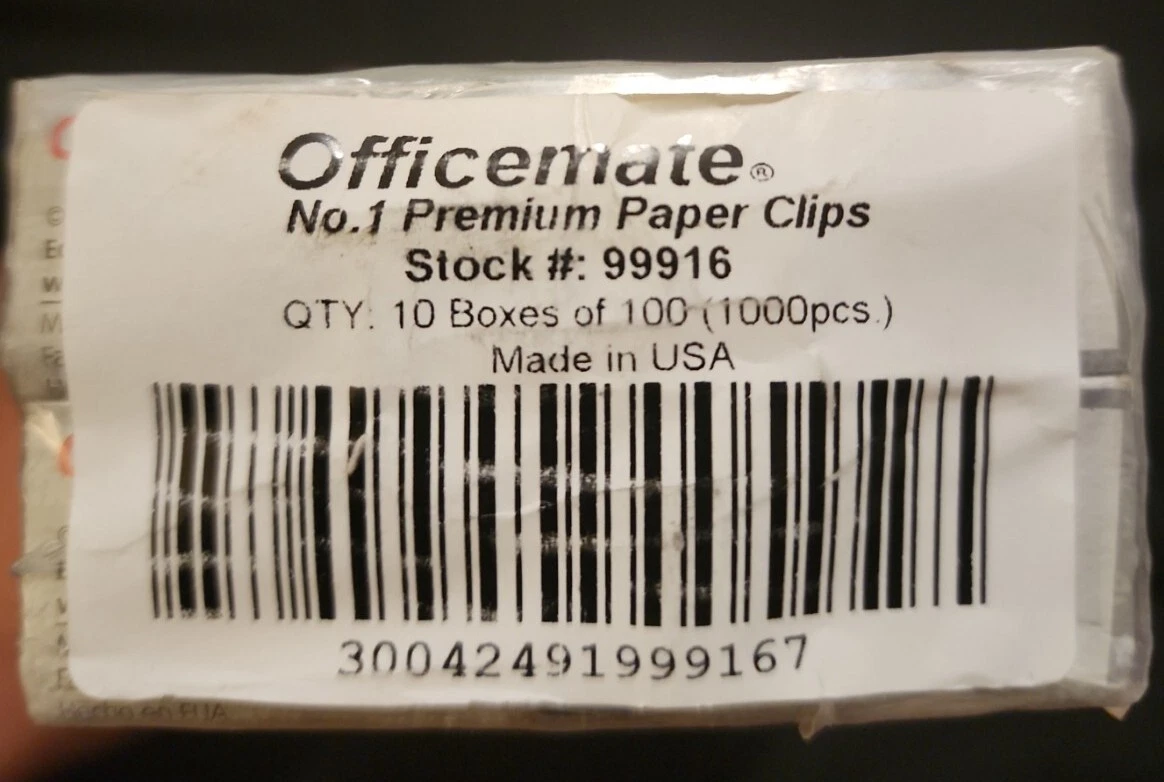 Officemate®
No.1 Premium Paper Clips
Stock #: 99916
QTY: 10 Boxes of 100 (1000pcs.)
Made in USA
30042491999167